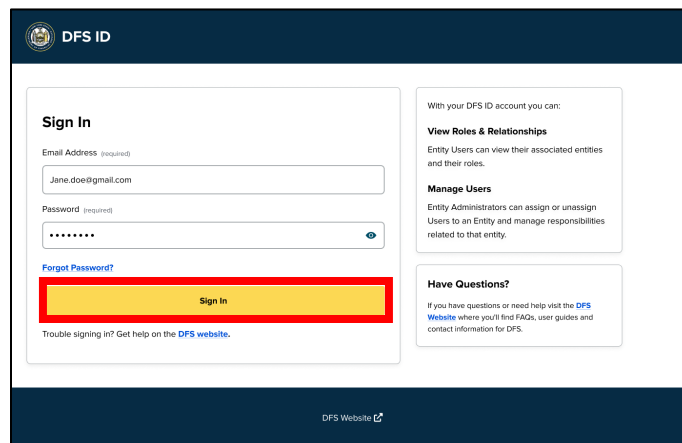 DFS ID
Sign In
Email Address (required)
Jane.doe@gmail.com
Password (required)
••••••••
Forgot Password?
Sign In
Trouble signing in? Get help on the DFS website.
With your DFS ID account you can:
View Roles & Relationships
Entity Users can view their associated entities
and their roles.
Manage Users
Entity Administrators can assign or unassign
Users to an Entity and manage responsibilities
related to that entity.
Have Questions?
If you have questions or need help visit the DFS
Website where you'll find FAQs, user guides and
contact information for DFS.
DFS Website